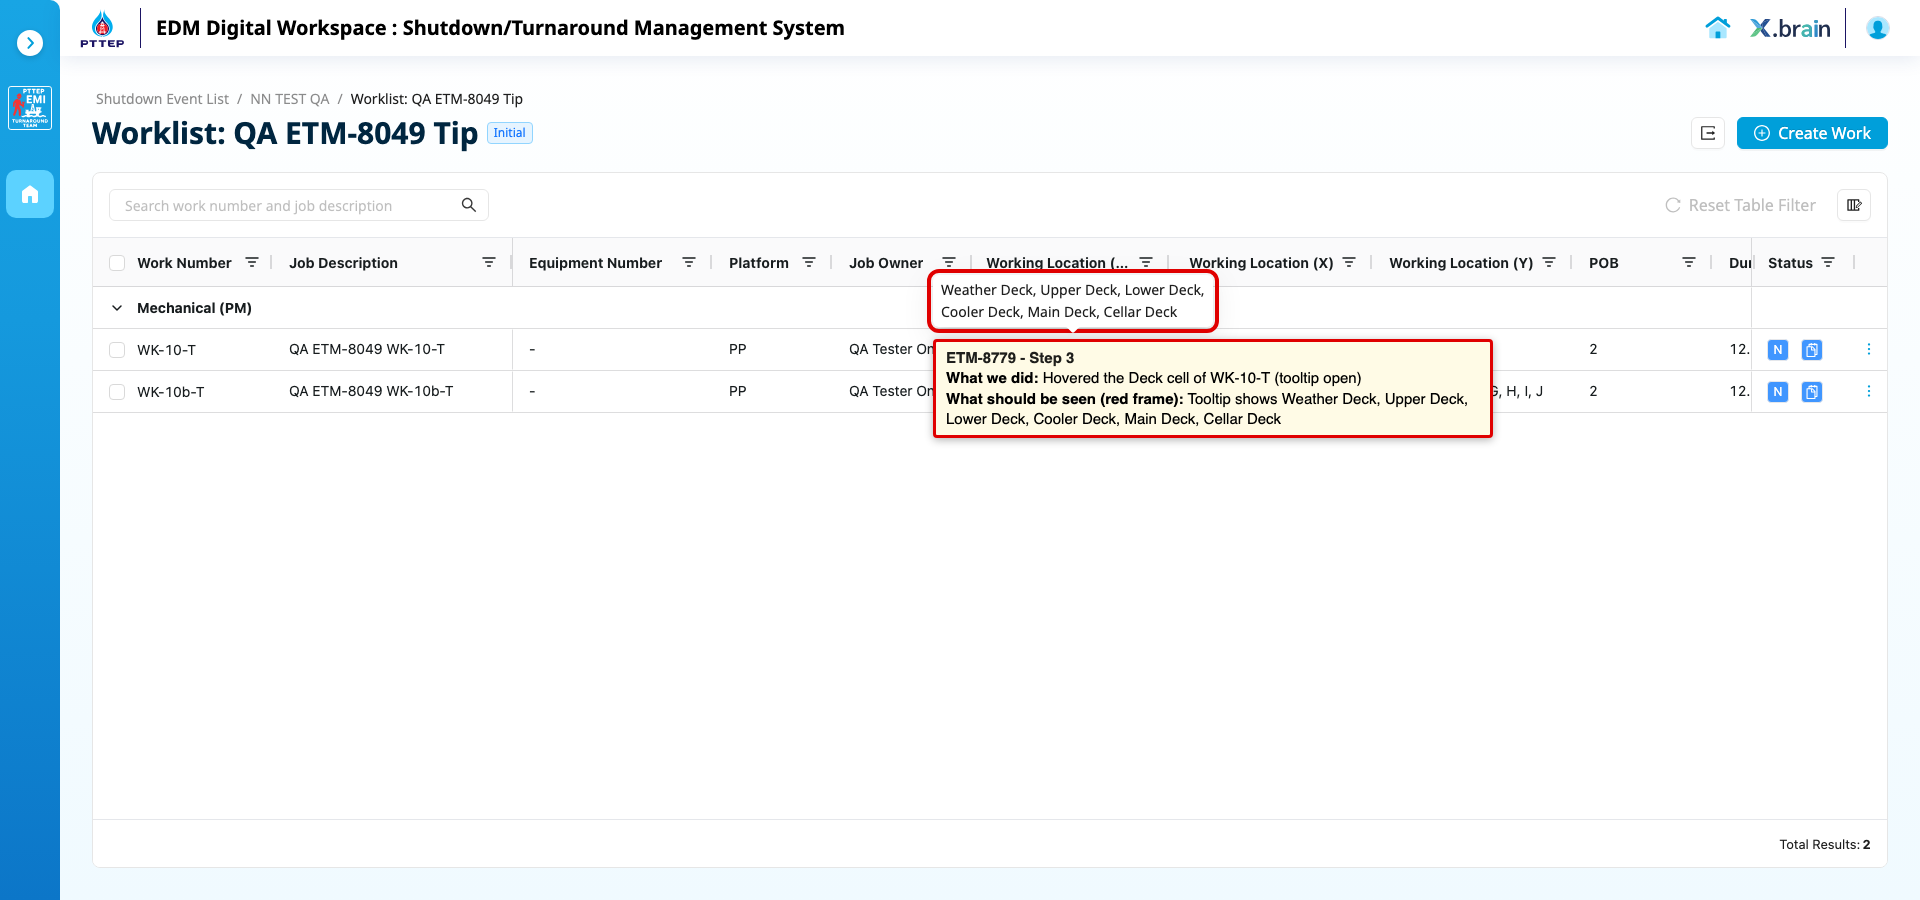 PTTEP
EDM Digital Workspace : Shutdown/Turnaround Management System
X.brain
PTTEP
EMI
TURNAROUND
TEAM
Shutdown Event List / NN TEST QA / Worklist: QA ETM-8049 Tip
Worklist: QA ETM-8049 Tip Initial
Create Work
Search work number and job description
Reset Table Filter
Work Number Job Description Equipment Number Platform Job Owner Working Location (... Working Location (X) Working Location (Y) POB Status
Weather Deck, Upper Deck, Lower Deck,
Cooler Deck, Main Deck, Cellar Deck
Mechanical (PM)
WK-10-T QA ETM-8049 WK-10-T - PP QA Tester On 2 12. N
ETM-8779 - Step 3
What we did: Hovered the Deck cell of WK-10-T (tooltip open)
What should be seen (red frame): Tooltip shows Weather Deck, Upper Deck,
Lower Deck, Cooler Deck, Main Deck, Cellar Deck
WK-10b-T QA ETM-8049 WK-10b-T - PP QA Tester On , H, I, J 2 12. N
Total Results: 2